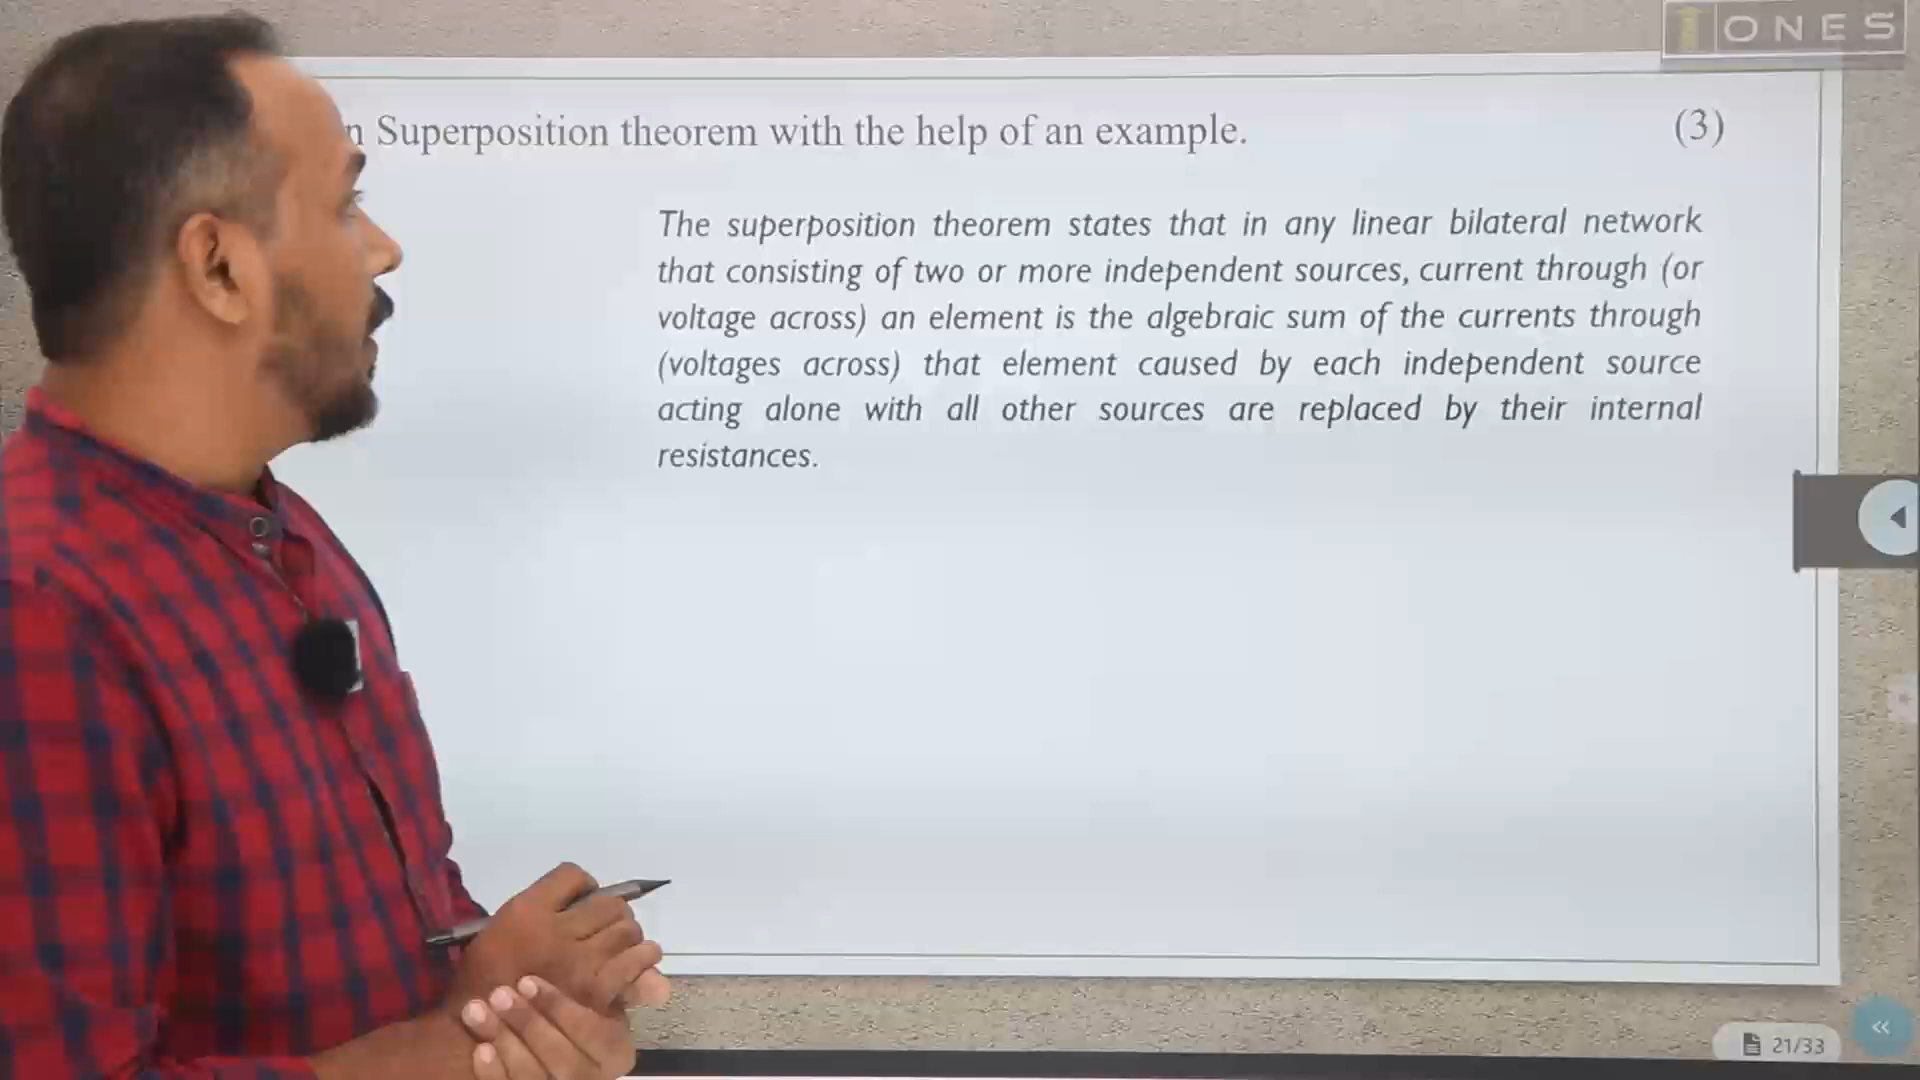 ONES
n Superposition theorem with the help of an example. (3)
The superposition theorem states that in any linear bilateral network
that consisting of two or more independent sources, current through (or
voltage across) an element is the algebraic sum of the currents through
(voltages across) that element caused by each independent source
acting alone with all other sources are replaced by their internal
resistances.
21/33